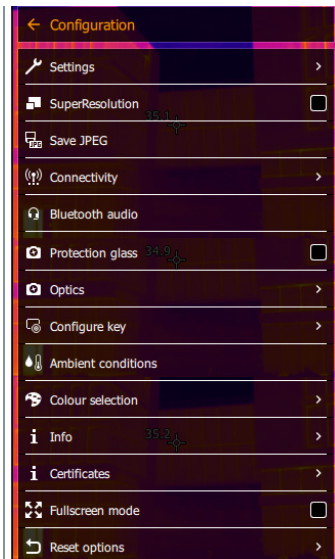 Configuration
Settings
SuperResolution
35.1
JPG
Save JPEG
Connectivity
Bluetooth audio
Protection glass 34.9
Optics
Configure key
Ambient conditions
Colour selection
i Info 35.2
i Certificates
Fullscreen mode
Reset options